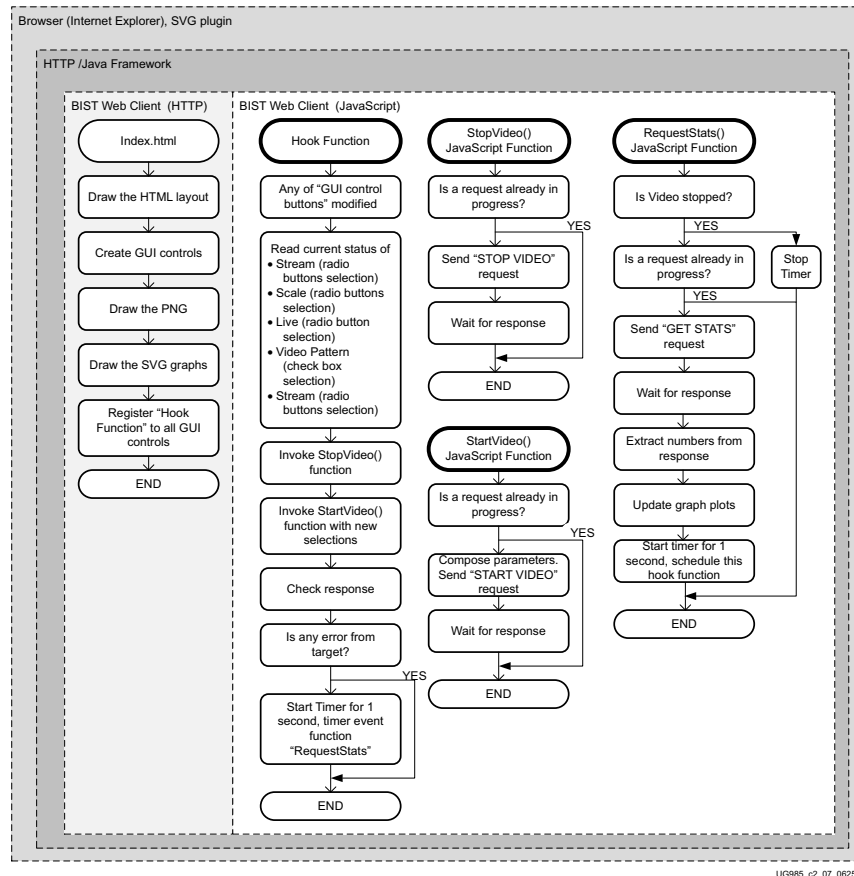 Browser (Internet Explorer), SVG plugin
HTTP /Java Framework
BIST Web Client (HTTP)
Index.html
Draw the HTML layout
Create GUI controls
Draw the PNG
Draw the SVG graphs
Register “Hook
Function” to all GUI
controls
END
BIST Web Client (JavaScript)
Hook Function
Any of “GUI control
buttons” modified
Read current status of
• Stream (radio
buttons selection)
• Scale (radio buttons
selection)
• Live (radio button
selection)
• Video Pattern
(check box
selection)
• Stream (radio
buttons selection)
Invoke StopVideo()
function
Invoke StartVideo()
function with new
selections
Check response
Is any error from
target?
YES
Start Timer for 1
second, timer event
function
“RequestStats”
END
StopVideo()
JavaScript Function
Is a request already in
progress?
YES
Send “STOP VIDEO”
request
Wait for response
END
StartVideo()
JavaScript Function
Is a request already in
progress?
YES
Compose parameters.
Send “START VIDEO”
request
Wait for response
END
RequestStats()
JavaScript Function
Is Video stopped?
YES
Stop
Timer
Is a request already in
progress?
YES
Send “GET STATS”
request
Wait for response
Extract numbers from
response
Update graph plots
Start timer for 1
second, schedule this
hook function
END